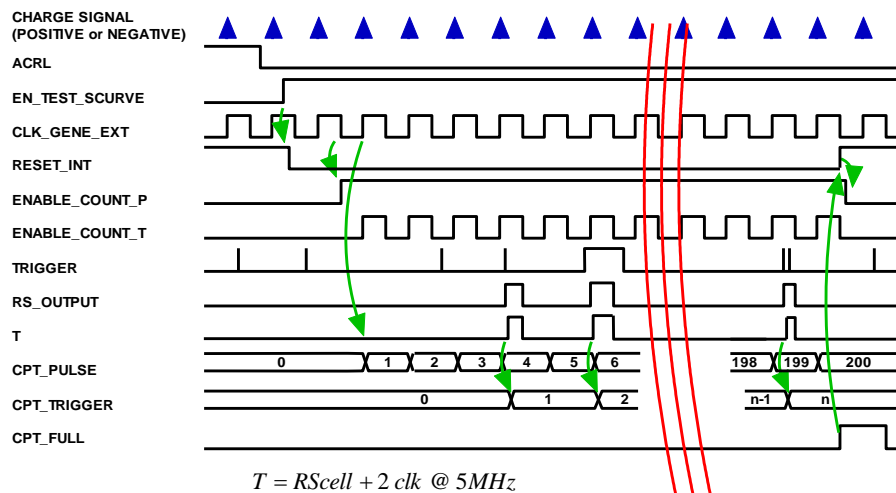 CHARGE SIGNAL
(POSITIVE or NEGATIVE)
ACRL
EN_TEST_SCURVE
CLK_GENE_EXT
RESET_INT
ENABLE_COUNT_P
ENABLE_COUNT_T
TRIGGER
RS_OUTPUT
T
CPT_PULSE 0 1 2 3 4 5 6 198 199 200
CPT_TRIGGER 0 1 2 n-1 n
CPT_FULL
T = RScell + 2 clk @ 5MHz